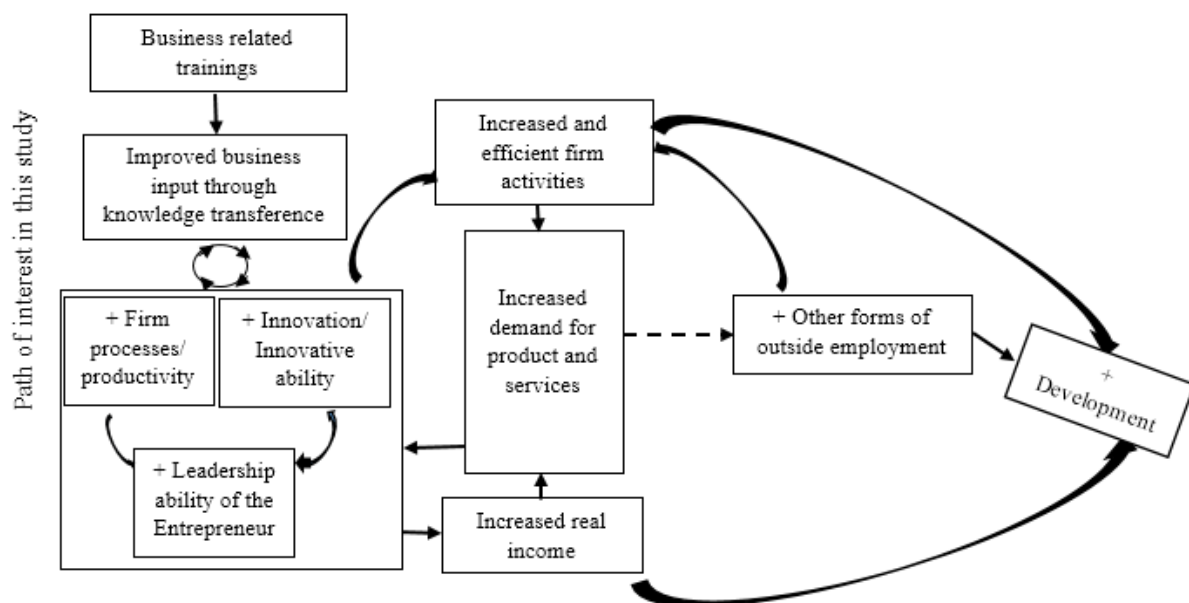 Path of interest in this study
Business related
trainings
Improved business
input through
knowledge transference
+ Firm
processes/
productivity
+ Innovation/
Innovative
ability
+ Leadership
ability of the
Entrepreneur
Increased and
efficient firm
activities
Increased
demand for
product and
services
Increased real
income
+ Other forms of
outside employment
+
Development